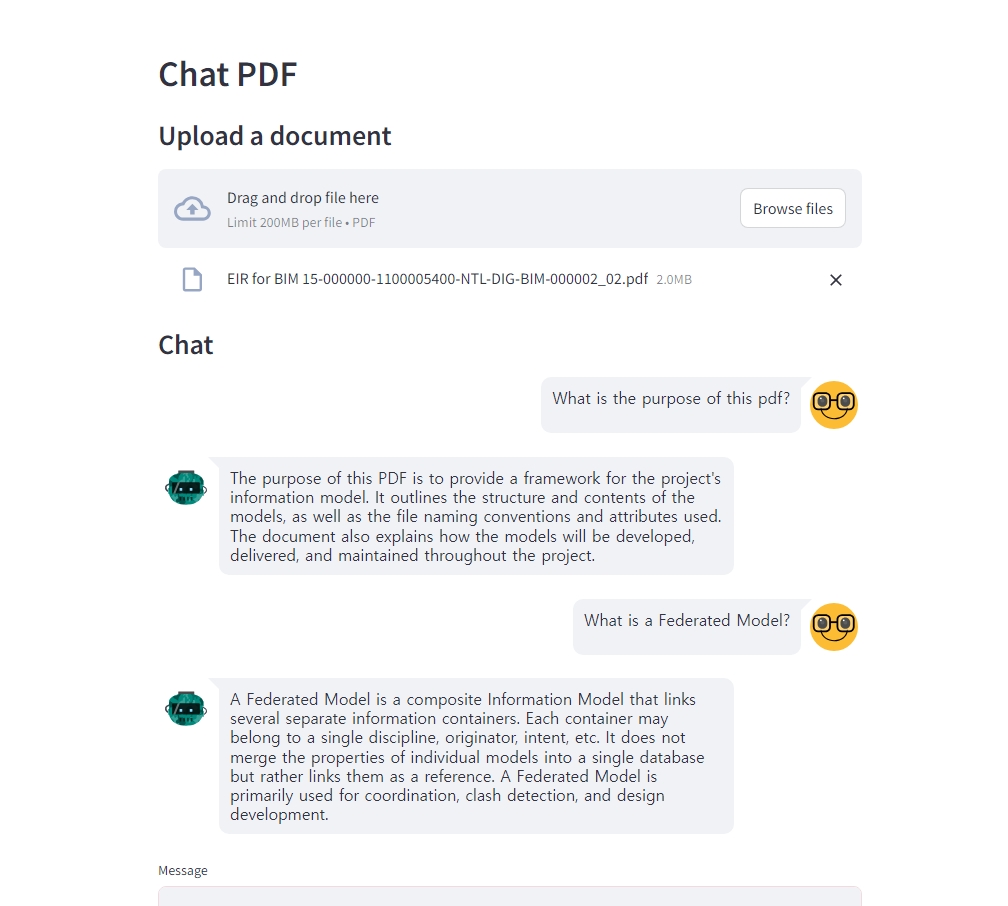 Chat PDF
Upload a document
Drag and drop file here
Limit 200MB per file • PDF
Browse files
EIR for BIM 15-000000-1100005400-NTL-DIG-BIM-000002_02.pdf 2.0MB
Chat
What is the purpose of this pdf?
The purpose of this PDF is to provide a framework for the project's
information model. It outlines the structure and contents of the
models, as well as the file naming conventions and attributes used.
The document also explains how the models will be developed,
delivered, and maintained throughout the project.
What is a Federated Model?
A Federated Model is a composite Information Model that links
several separate information containers. Each container may
belong to a single discipline, originator, intent, etc. It does not
merge the properties of individual models into a single database
but rather links them as a reference. A Federated Model is
primarily used for coordination, clash detection, and design
development.
Message